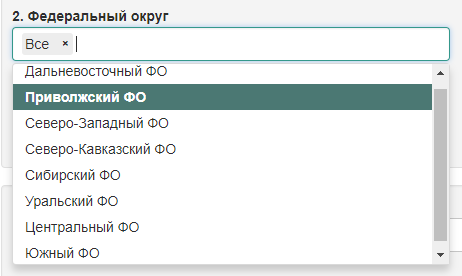 2. Федеральный округ
Все ×
Дальневосточный ФО
Приволжский ФО
Северо-Западный ФО
Северо-Кавказский ФО
Сибирский ФО
Уральский ФО
Центральный ФО
Южный ФО